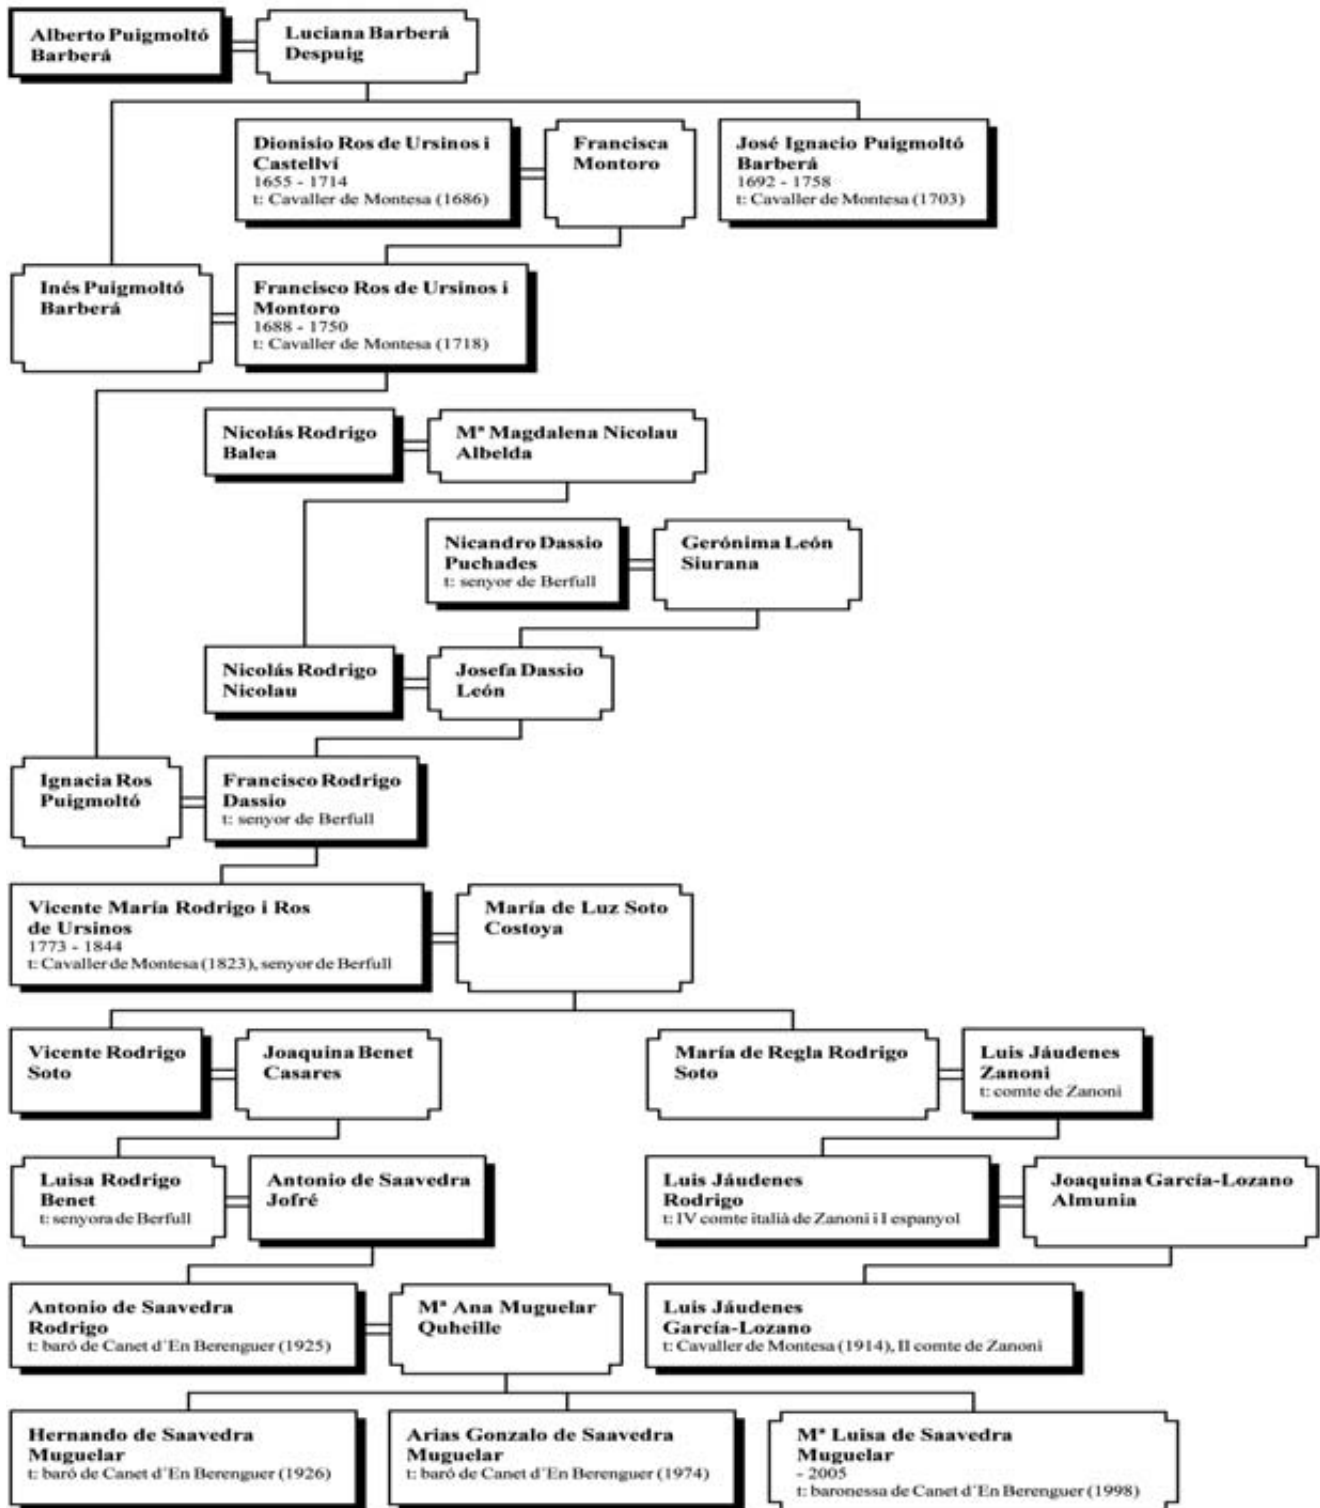 Alberto Puigmoltó
Barberá
Luciana Barberá
Despuig
Dionisio Ros de Ursinos i
Castellví
1655 - 1714
t: Cavaller de Montesa (1686)
Francisca
Montoro
José Ignacio Puigmoltó
Barberá
1692 - 1758
t: Cavaller de Montesa (1703)
Inés Puigmoltó
Barberá
Francisco Ros de Ursinos i
Montoro
1688 - 1750
t: Cavaller de Montesa (1718)
Nicolás Rodrigo
Balea
Mª Magdalena Nicolau
Albelda
Nicandro Dassio
Puchades
t: senyor de Berfull
Gerónima León
Siurana
Nicolás Rodrigo
Nicolau
Josefa Dassio
León
Ignacia Ros
Puigmoltó
Francisco Rodrigo
Dassio
t: senyor de Berfull
Vicente María Rodrigo i Ros
de Ursinos
1773 - 1844
t: Cavaller de Montesa (1823), senyor de Berfull
María de Luz Soto
Costoya
Vicente Rodrigo
Soto
Joaquina Benet
Casares
María de Regla Rodrigo
Soto
Luis Jáudenes
Zanoni
t: comte de Zanoni
Luisa Rodrigo
Benet
t: senyora de Berfull
Antonio de Saavedra
Jofré
Luis Jáudenes
Rodrigo
t: IV comte italià de Zanoni i I espanyol
Joaquina García-Lozano
Almunia
Antonio de Saavedra
Rodrigo
t: baró de Canet d´En Berenguer (1925)
Mª Ana Muguelar
Quheille
Luis Jáudenes
García-Lozano
t: Cavaller de Montesa (1914), II comte de Zanoni
Hernando de Saavedra
Muguelar
t: baró de Canet d´En Berenguer (1926)
Arias Gonzalo de Saavedra
Muguelar
t: baró de Canet d´En Berenguer (1974)
Mª Luisa de Saavedra
Muguelar
- 2005
t: baronessa de Canet d´En Berenguer (1998)